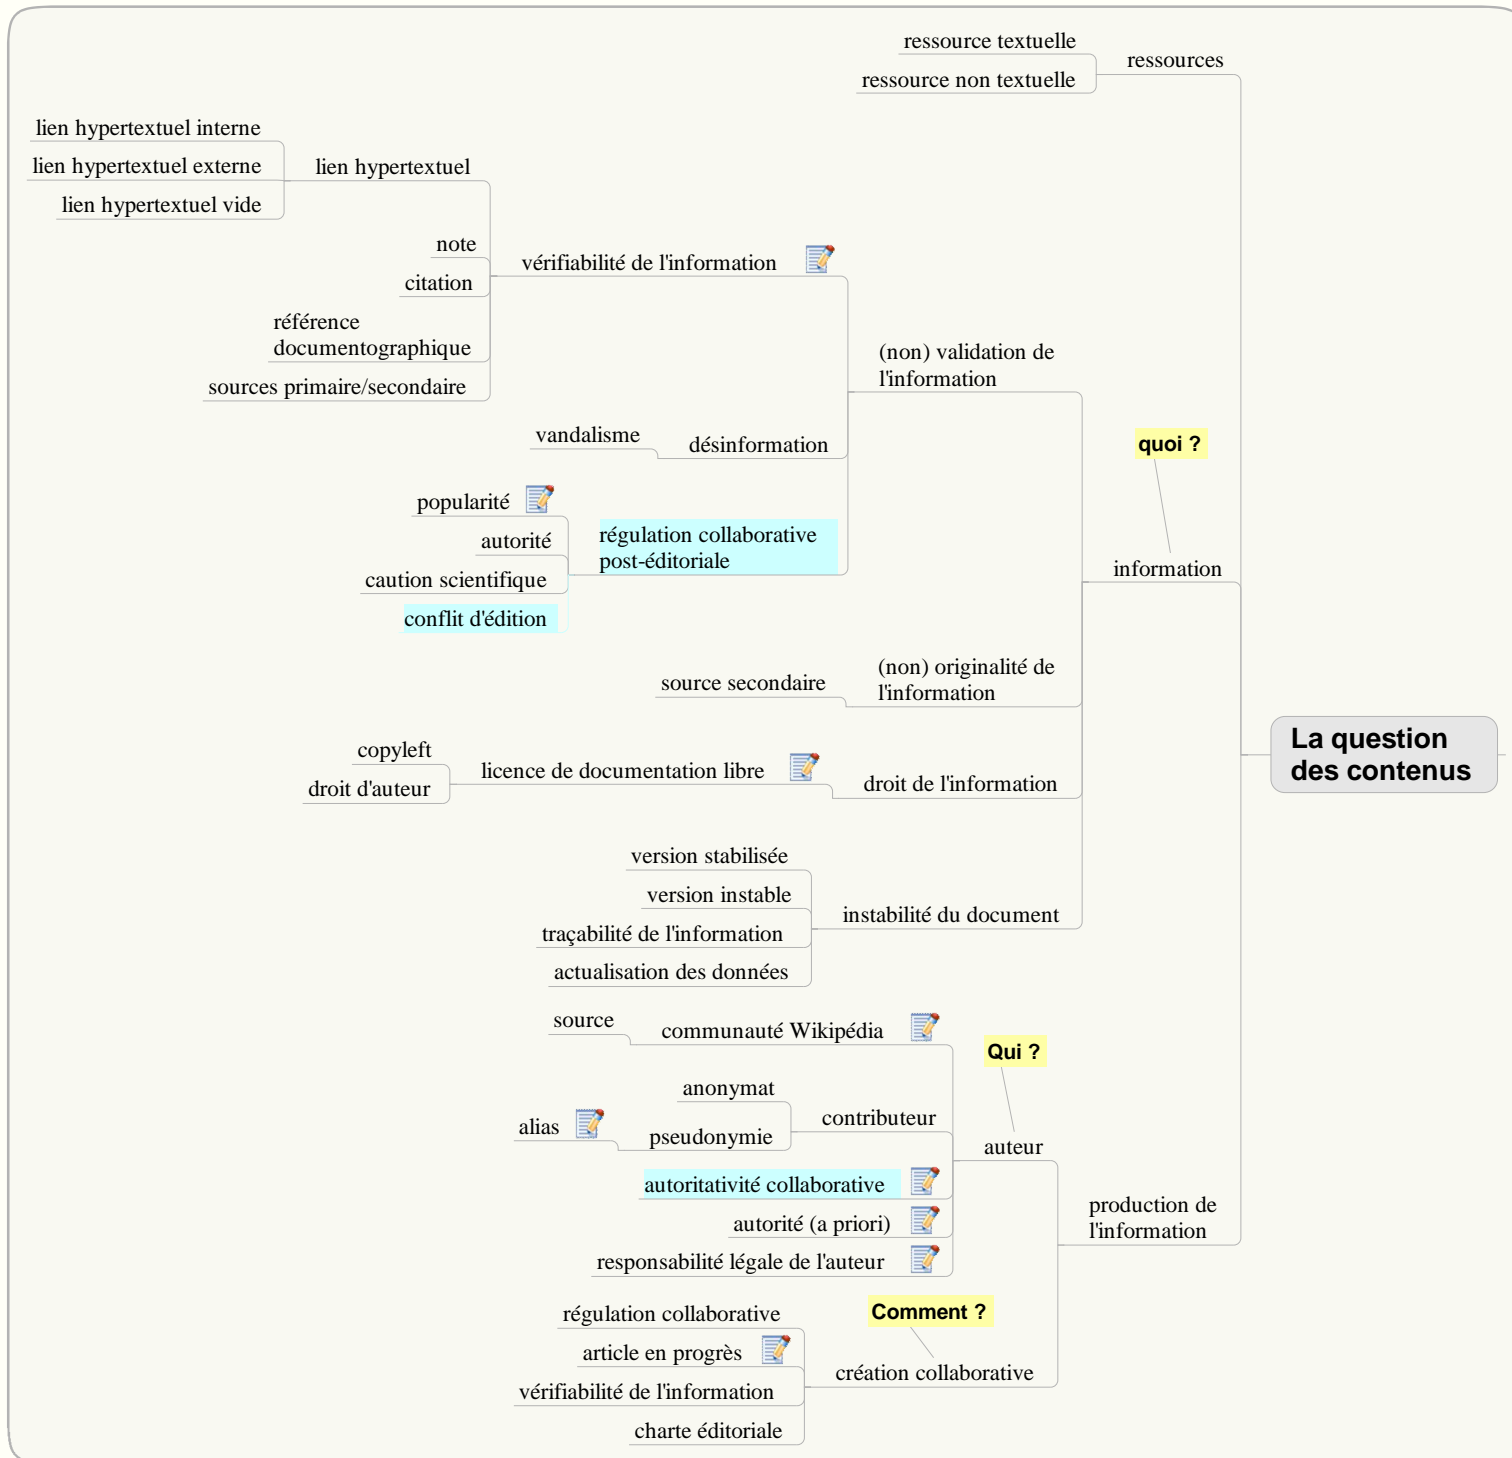 ressource textuelle
ressource non textuelle
ressources
lien hypertextuel interne
lien hypertextuel externe
lien hypertextuel vide
lien hypertextuel
note
citation
référence
documentographique
sources primaire/secondaire
vérifiabilité de l'information
(non) validation de
l'information
vandalisme
désinformation
popularité
autorité
caution scientifique
conflit d'édition
régulation collaborative
post-éditoriale
quoi ?
information
source secondaire
(non) originalité de
l'information
copyleft
droit d'auteur
licence de documentation libre
droit de l'information
La question
des contenus
version stabilisée
version instable
traçabilité de l'information
actualisation des données
instabilité du document
source
communauté Wikipédia
Qui ?
anonymat
alias
pseudonymie
contributeur
auteur
autoritativité collaborative
autorité (a priori)
responsabilité légale de l'auteur
production de
l'information
Comment ?
régulation collaborative
article en progrès
vérifiabilité de l'information
charte éditoriale
création collaborative